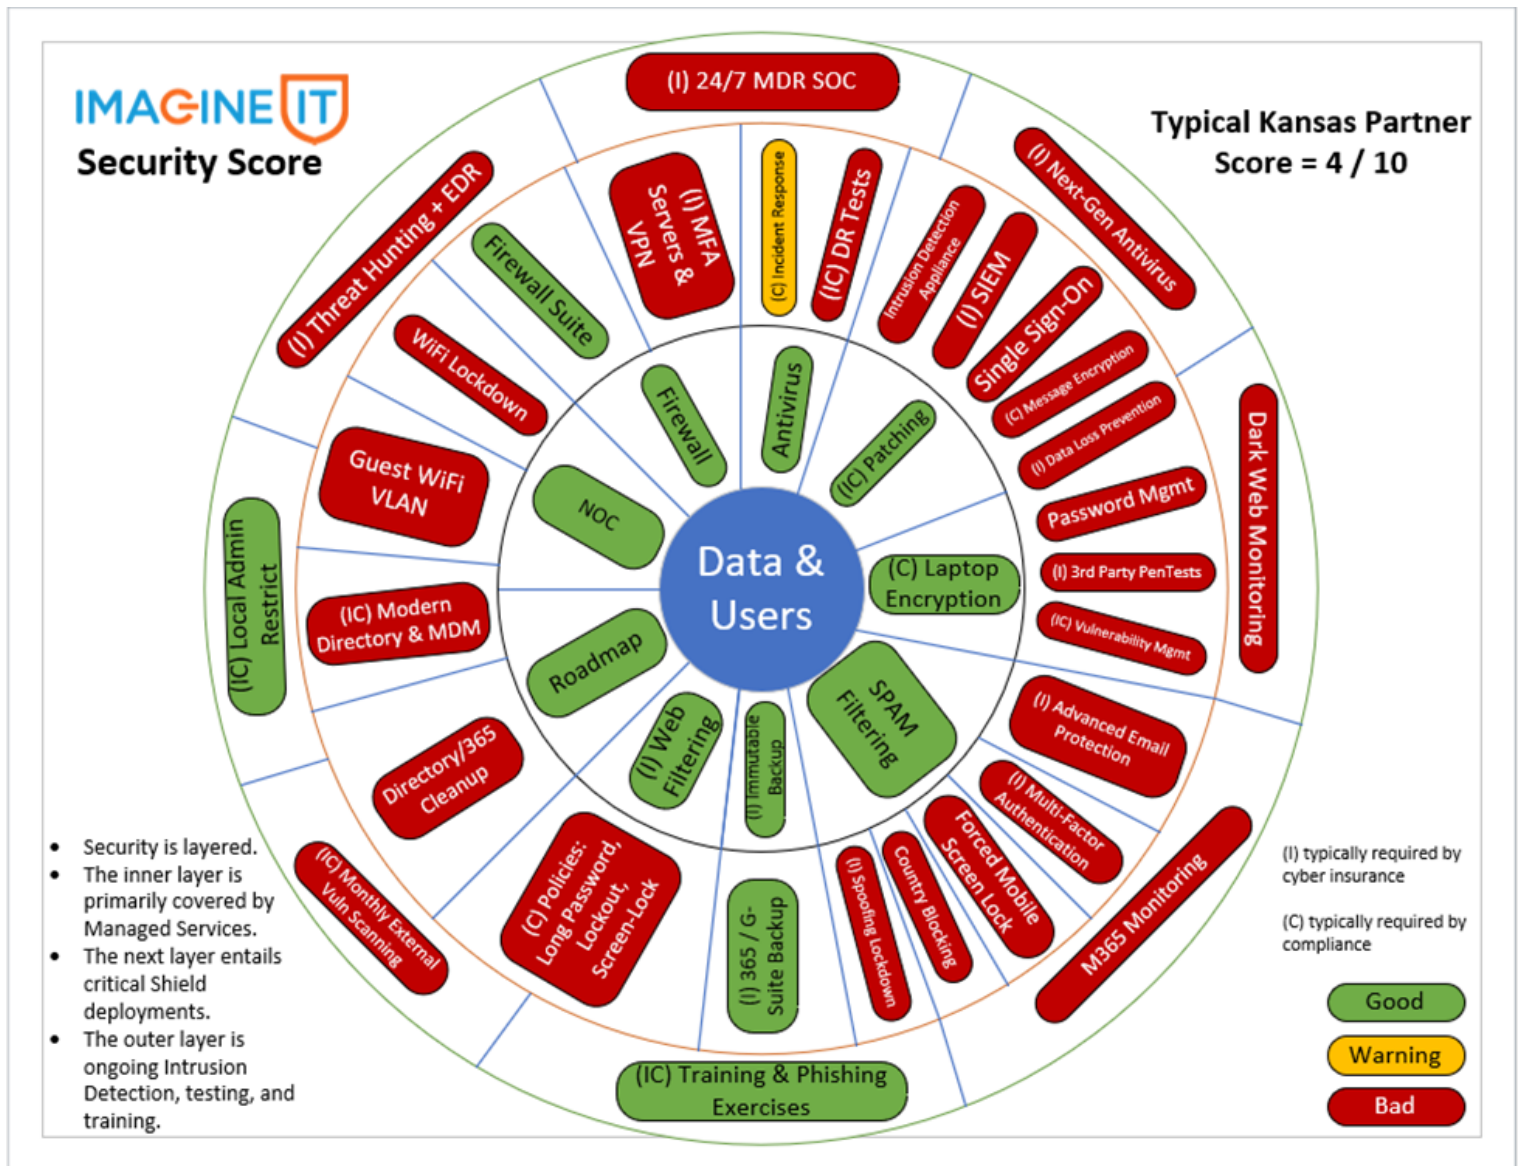 IMAGINE IT
Security Score
Typical Kansas Partner
Score = 4 / 10
(I) 24/7 MDR SOC
(I) Next-Gen Antivirus
Dark Web Monitoring
M365 Monitoring
(IC) Training & Phishing
Exercises
(IC) Monthly External
Vuln Scanning
(IC) Local Admin
Restrict
(I) Threat Hunting + EDR
(I) MFA
Servers &
VPN
(C) Incident Response
(IC) DR Tests
Intrusion Detection
Appliance
(I) SIEM
Single Sign-On
(C) Message Encryption
(I) Data Loss Prevention
Password Mgmt
(I) 3rd Party PenTests
(IC) Vulnerability Mgmt
(I) Advanced Email
Protection
(I) Multi-Factor
Authentication
Forced Mobile
Screen Lock
Country Blocking
(I) Spoofing Lockdown
(I) 365 / G-
Suite Backup
(C) Policies:
Long Password,
Lockout,
Screen-Lock
Directory/365
Cleanup
(IC) Modern
Directory & MDM
Guest WiFi
VLAN
WiFi Lockdown
Firewall Suite
Firewall
Antivirus
(IC) Patching
(C) Laptop
Encryption
SPAM
Filtering
(I) Immutable
Backup
(I) Web
Filtering
Roadmap
NOC
Data &
Users
• Security is layered.
• The inner layer is
primarily covered by
Managed Services.
• The next layer entails
critical Shield
deployments.
• The outer layer is
ongoing Intrusion
Detection, testing, and
training.
(I) typically required by
cyber insurance
(C) typically required by
compliance
Good
Warning
Bad